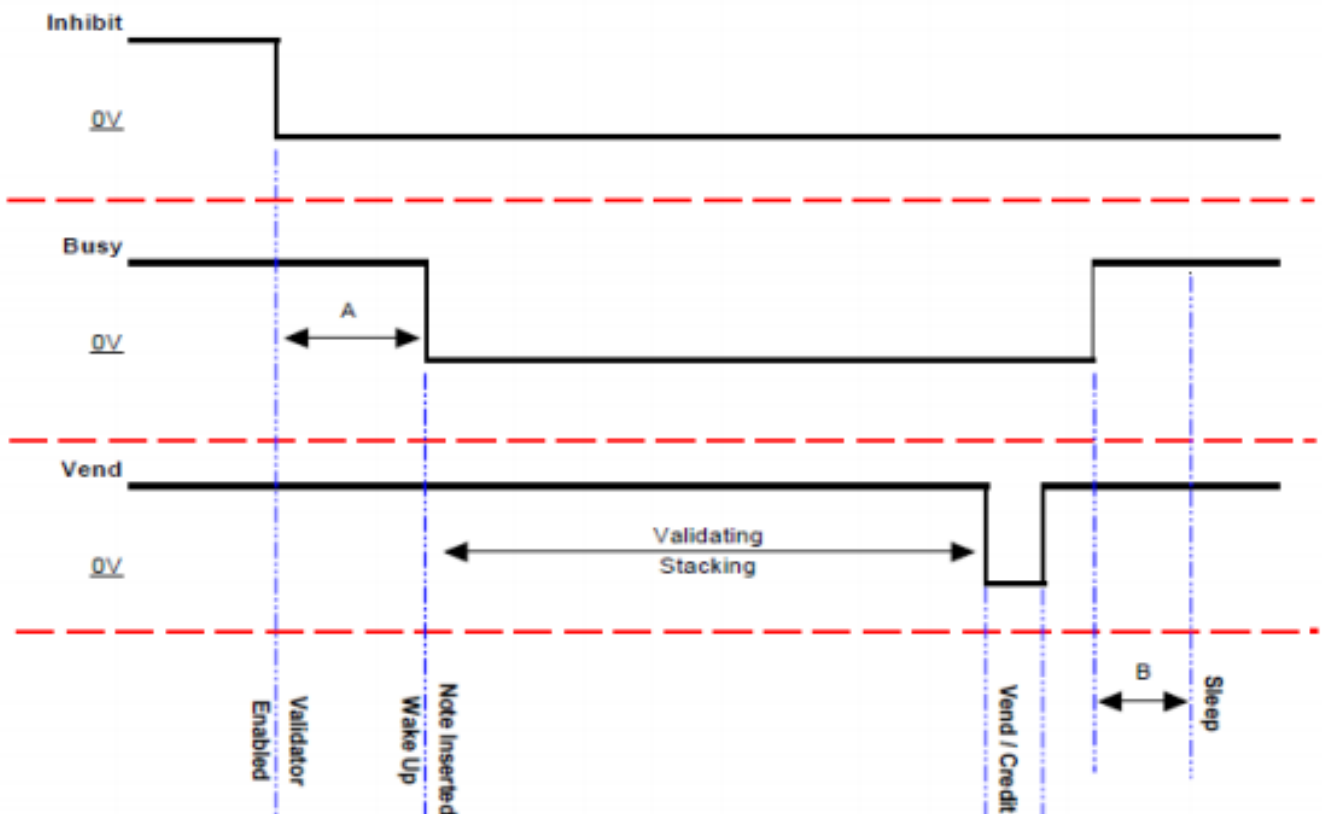 Inhibit
0V
Busy
A
0V
Vend
Validating
0V
Stacking
B
Validator
Enabled
Note Inserted
Wake Up
Vend / Credit
Sleep